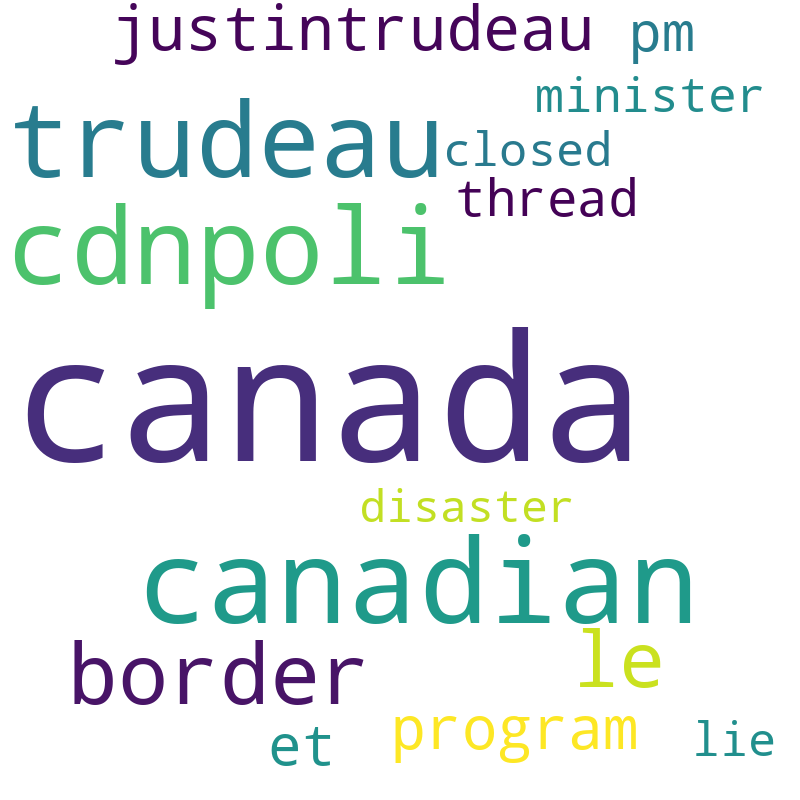 justintrudeau pm
minister
trudeau closed
thread
cdnpoli
canada
disaster
canadian
border le
et program lie